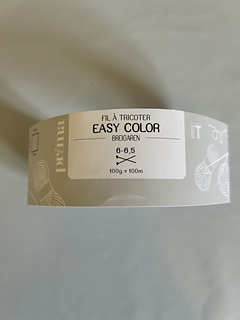 prima
FIL À TRICOTER
EASY COLOR
BREIGAREN
6-6,5
100g ≈ 100m